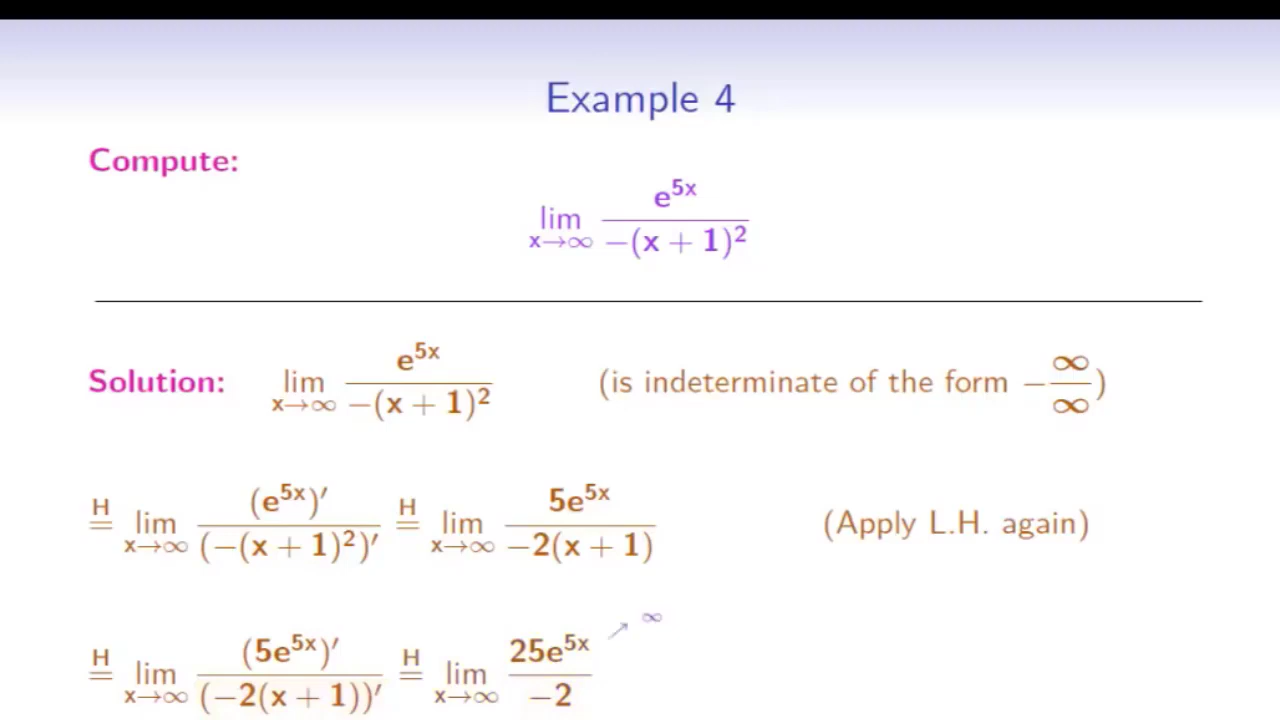 Example 4
Compute:
lim x→∞ e^{5x} / −(x + 1)²
Solution: lim x→∞ e^{5x} / −(x + 1)² (is indeterminate of the form − ∞/∞)
H= lim x→∞ (e^{5x})′ / (−(x + 1)²)′ H= lim x→∞ 5e^{5x} / −2(x + 1) (Apply L.H. again)
H= lim x→∞ (5e^{5x})′ / (−2(x + 1))′ H= lim x→∞ 25e^{5x} / −2 ↗ ∞